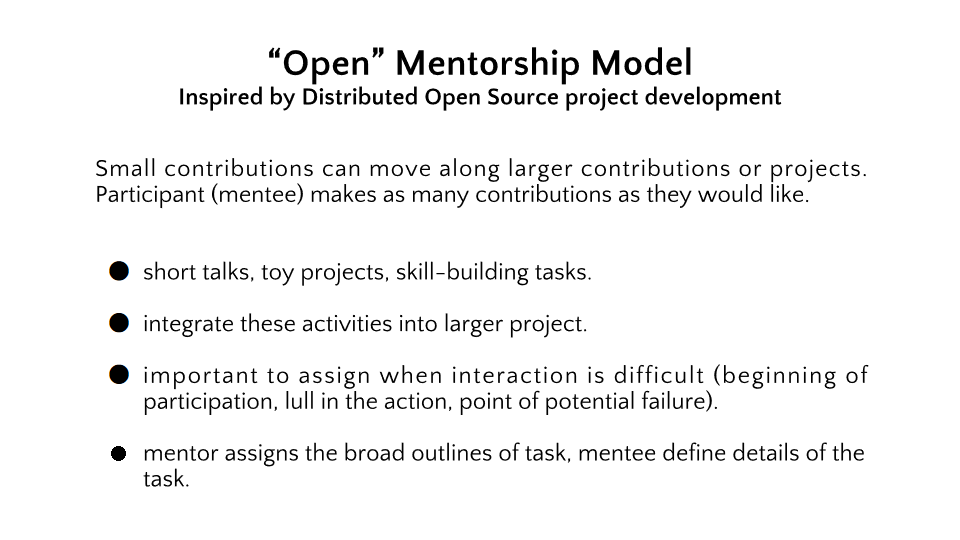 “Open” Mentorship Model
Inspired by Distributed Open Source project development
Small contributions can move along larger contributions or projects.
Participant (mentee) makes as many contributions as they would like.
● short talks, toy projects, skill-building tasks.
● integrate these activities into larger project.
● important to assign when interaction is difficult (beginning of
participation, lull in the action, point of potential failure).
● mentor assigns the broad outlines of task, mentee define details of the
task.